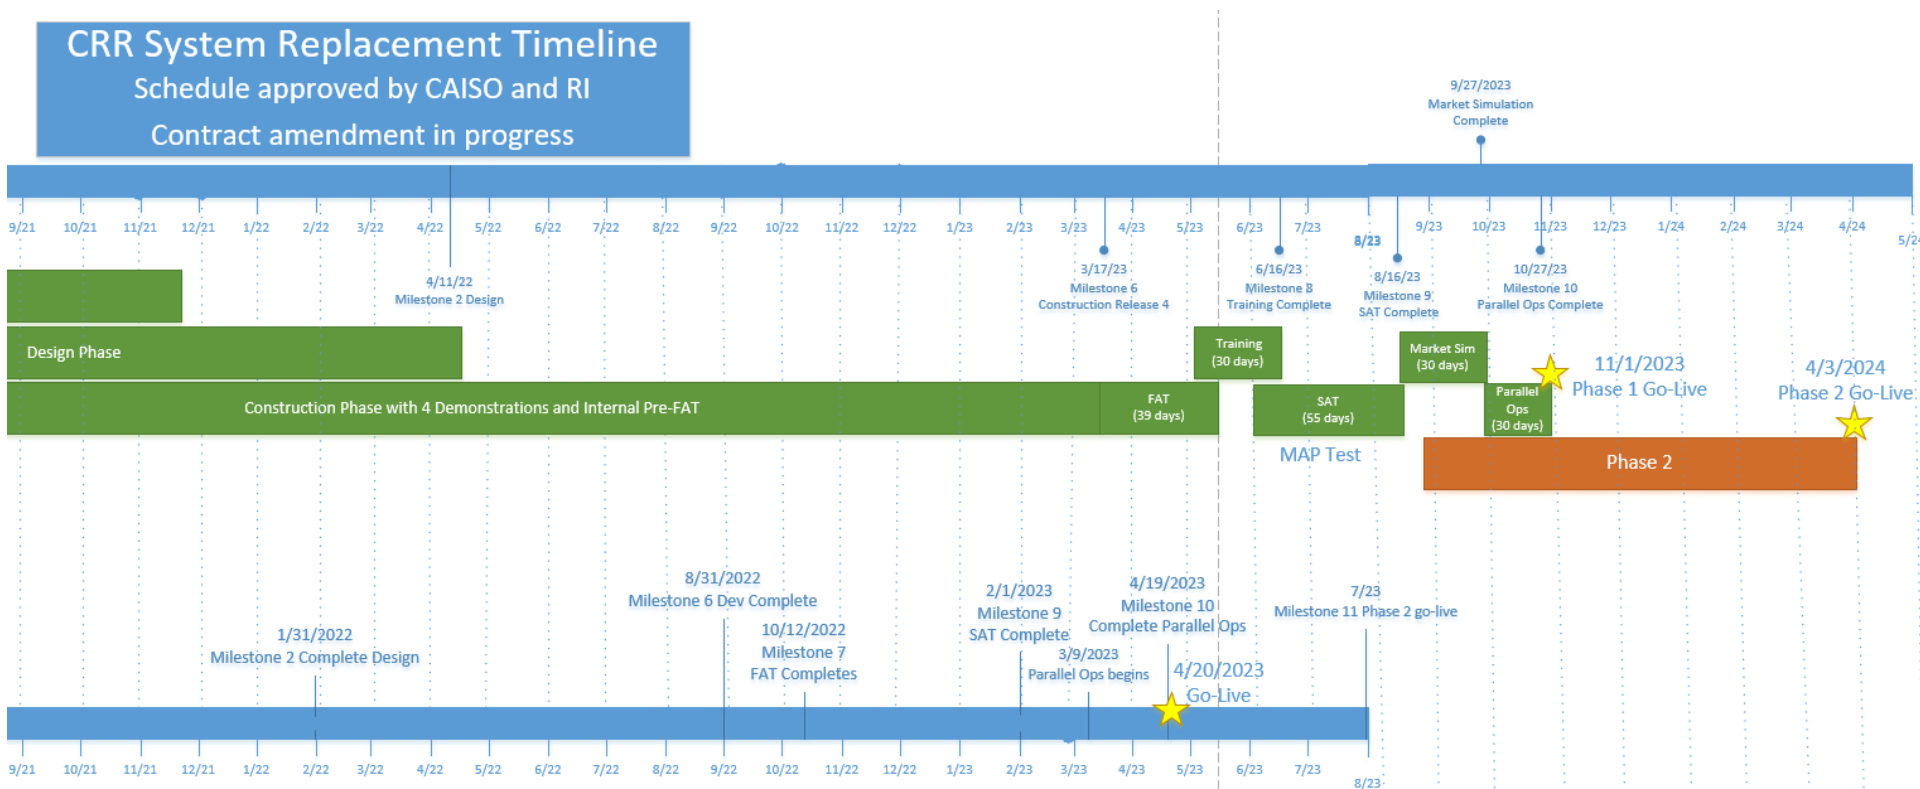 CRR System Replacement Timeline
Schedule approved by CAISO and RI
Contract amendment in progress
9/27/2023
Market Simulation
Complete
9/21 10/21 11/21 12/21 1/22 2/22 3/22 4/22 5/22 6/22 7/22 8/22 9/22 10/22 11/22 12/22 1/23 2/23 3/23 4/23 5/23 6/23 7/23 8/23 9/23 10/23 11/23 12/23 1/24 2/24 3/24 4/24 5/24
4/11/22
Milestone 2 Design
3/17/23
Milestone 6
Construction Release 4
6/16/23
Milestone 8
Training Complete
8/16/23
Milestone 9
SAT Complete
10/27/23
Milestone 10
Parallel Ops Complete
Design Phase
Training
(30 days)
Market Sim
(30 days)
11/1/2023
Phase 1 Go-Live
4/3/2024
Phase 2 Go-Live
Construction Phase with 4 Demonstrations and Internal Pre-FAT
FAT
(39 days)
SAT
(55 days)
Parallel
Ops
(30 days)
MAP Test
Phase 2
1/31/2022
Milestone 2 Complete Design
8/31/2022
Milestone 6 Dev Complete
10/12/2022
Milestone 7
FAT Completes
2/1/2023
Milestone 9
SAT Complete
3/9/2023
Parallel Ops begins
4/19/2023
Milestone 10
Complete Parallel Ops
4/20/2023
Go-Live
7/23
Milestone 11 Phase 2 go-live
9/21 10/21 11/21 12/21 1/22 2/22 3/22 4/22 5/22 6/22 7/22 8/22 9/22 10/22 11/22 12/22 1/23 2/23 3/23 4/23 5/23 6/23 7/23 8/23